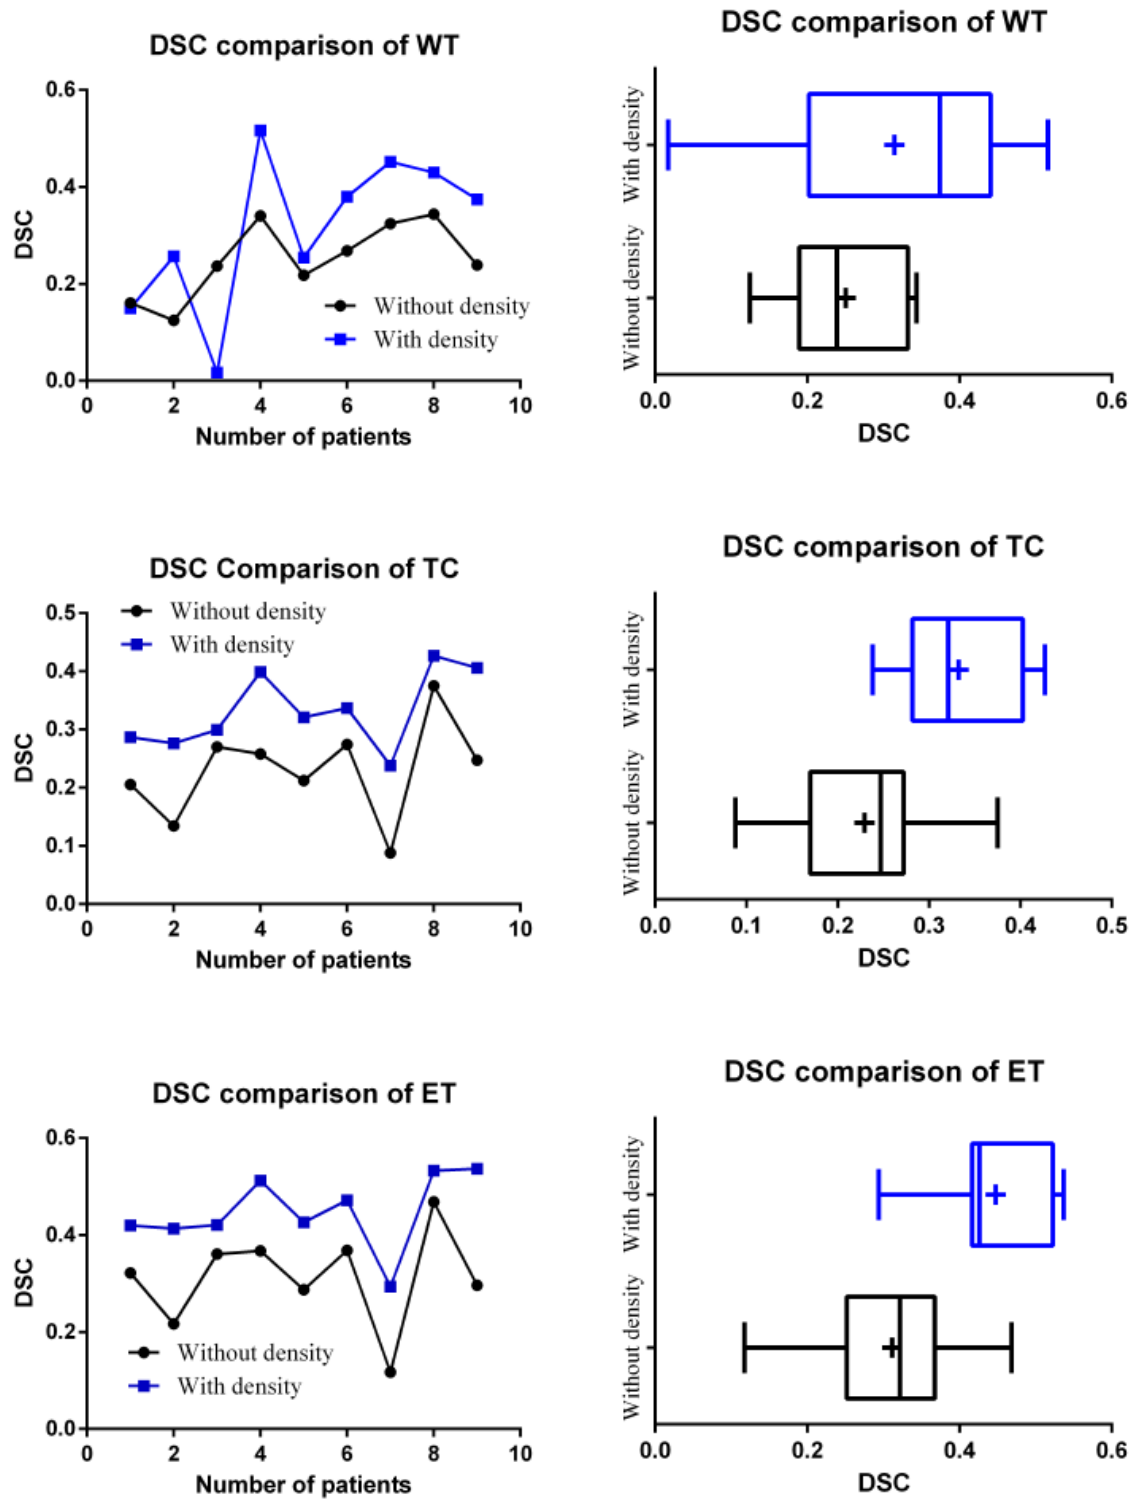 DSC comparison of WT
0.6
0.4
0.2
0.0
DSC
Without density
With density
0 2 4 6 8 10
Number of patients
DSC comparison of WT
With density
Without density
0.0 0.2 0.4 0.6
DSC
DSC Comparison of TC
Without density
With density
0.5
0.4
0.3
0.2
0.1
0.0
DSC
0 2 4 6 8 10
Number of patients
DSC comparison of TC
With density
Without density
0.0 0.1 0.2 0.3 0.4 0.5
DSC
DSC comparison of ET
0.6
0.4
0.2
0.0
DSC
Without density
With density
0 2 4 6 8 10
Number of patients
DSC comparison of ET
With density
Without density
0.0 0.2 0.4 0.6
DSC